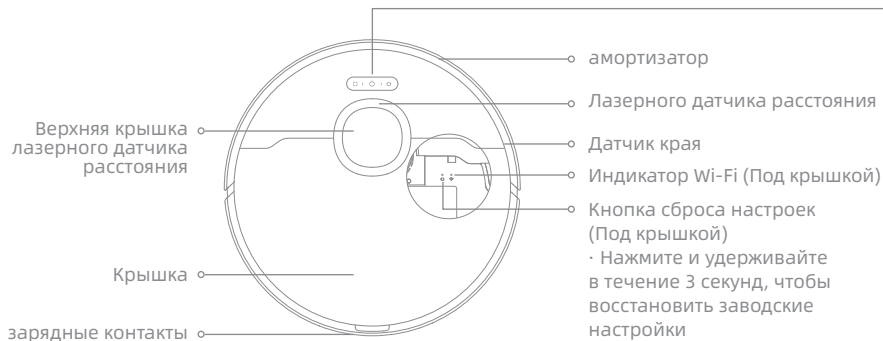 амортизатор
Лазерного датчика расстояния
Верхняя крышка
лазерного датчика
расстояния
Датчик края
Индикатор Wi-Fi (Под крышкой)
Кнопка сброса настроек
(Под крышкой)
· Нажмите и удерживайте
в течение 3 секунд, чтобы
восстановить заводские
настройки
Крышка
зарядные контакты